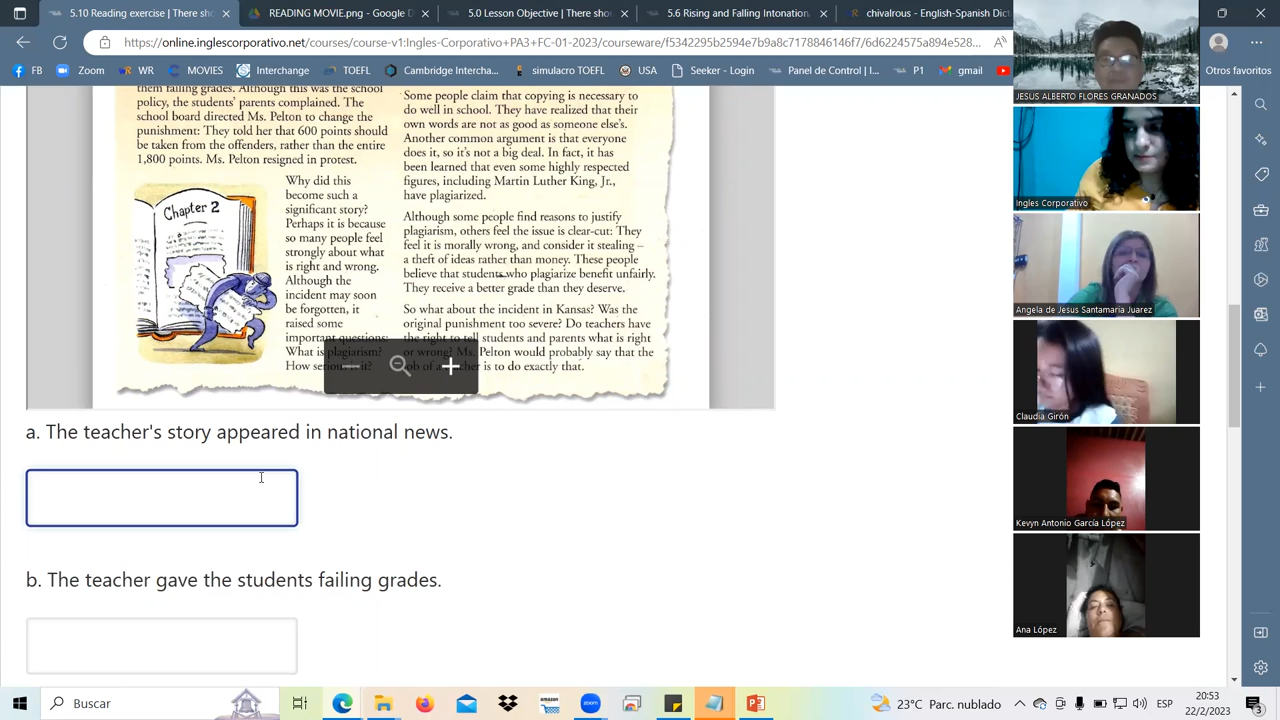 5.10 Reading exercise | There sho
READING MOVIE.png - Google D
5.0 Lesson Objective | There shou
5.6 Rising and Falling Intonation,
chivalrous - English-Spanish Dict
https://online.inglescorporativo.net/courses/course-v1:Ingles-Corporativo+PA3+FC-01-2023/courseware/f5342295b2594e7b9a8c7178846146f7/6d6224575a894e528...
FB
Zoom
WR
MOVIES
Interchange
TOEFL
Cambridge Intercha...
simulacro TOEFL
USA
Seeker - Login
Panel de Control | I...
P1
gmail
Otros favoritos
them failing grades. Although this was the school
policy, the students' parents complained. The
school board directed Ms. Pelton to change the
punishment: They told her that 600 points should
be taken from the offenders, rather than the entire
1,800 points. Ms. Pelton resigned in protest.
Chapter 2
Why did this
become such a
significant story?
Perhaps it is because
so many people feel
strongly about what
is right and wrong.
Although the
incident may soon
be forgotten, it
raised some
important questions:
What is plagiarism?
How serious is it?
Some people claim that copying is necessary to
do well in school. They have realized that their
own words are not as good as someone else's.
Another common argument is that everyone
does it, so it's not a big deal. In fact, it has
been learned that even some highly respected
figures, including Martin Luther King, Jr.,
have plagiarized.
Although some people find reasons to justify
plagiarism, others feel the issue is clear-cut: They
feel it is morally wrong, and consider it stealing –
a theft of ideas rather than money. These people
believe that students who plagiarize benefit unfairly.
They receive a better grade than they deserve.
So what about the incident in Kansas? Was the
original punishment too severe? Do teachers have
the right to tell students and parents what is right
or wrong? Ms. Pelton would probably say that the
job of a teacher is to do exactly that.
a. The teacher's story appeared in national news.
b. The teacher gave the students failing grades.
JESUS ALBERTO FLORES GRANADOS
Ingles Corporativo
Angela de Jesus Santamaria Juarez
Claudia Girón
Kevyn Antonio García López
Ana López
Buscar
amazon
zoom
23°C Parc. nublado
ESP
20:53
22/2/2023
3